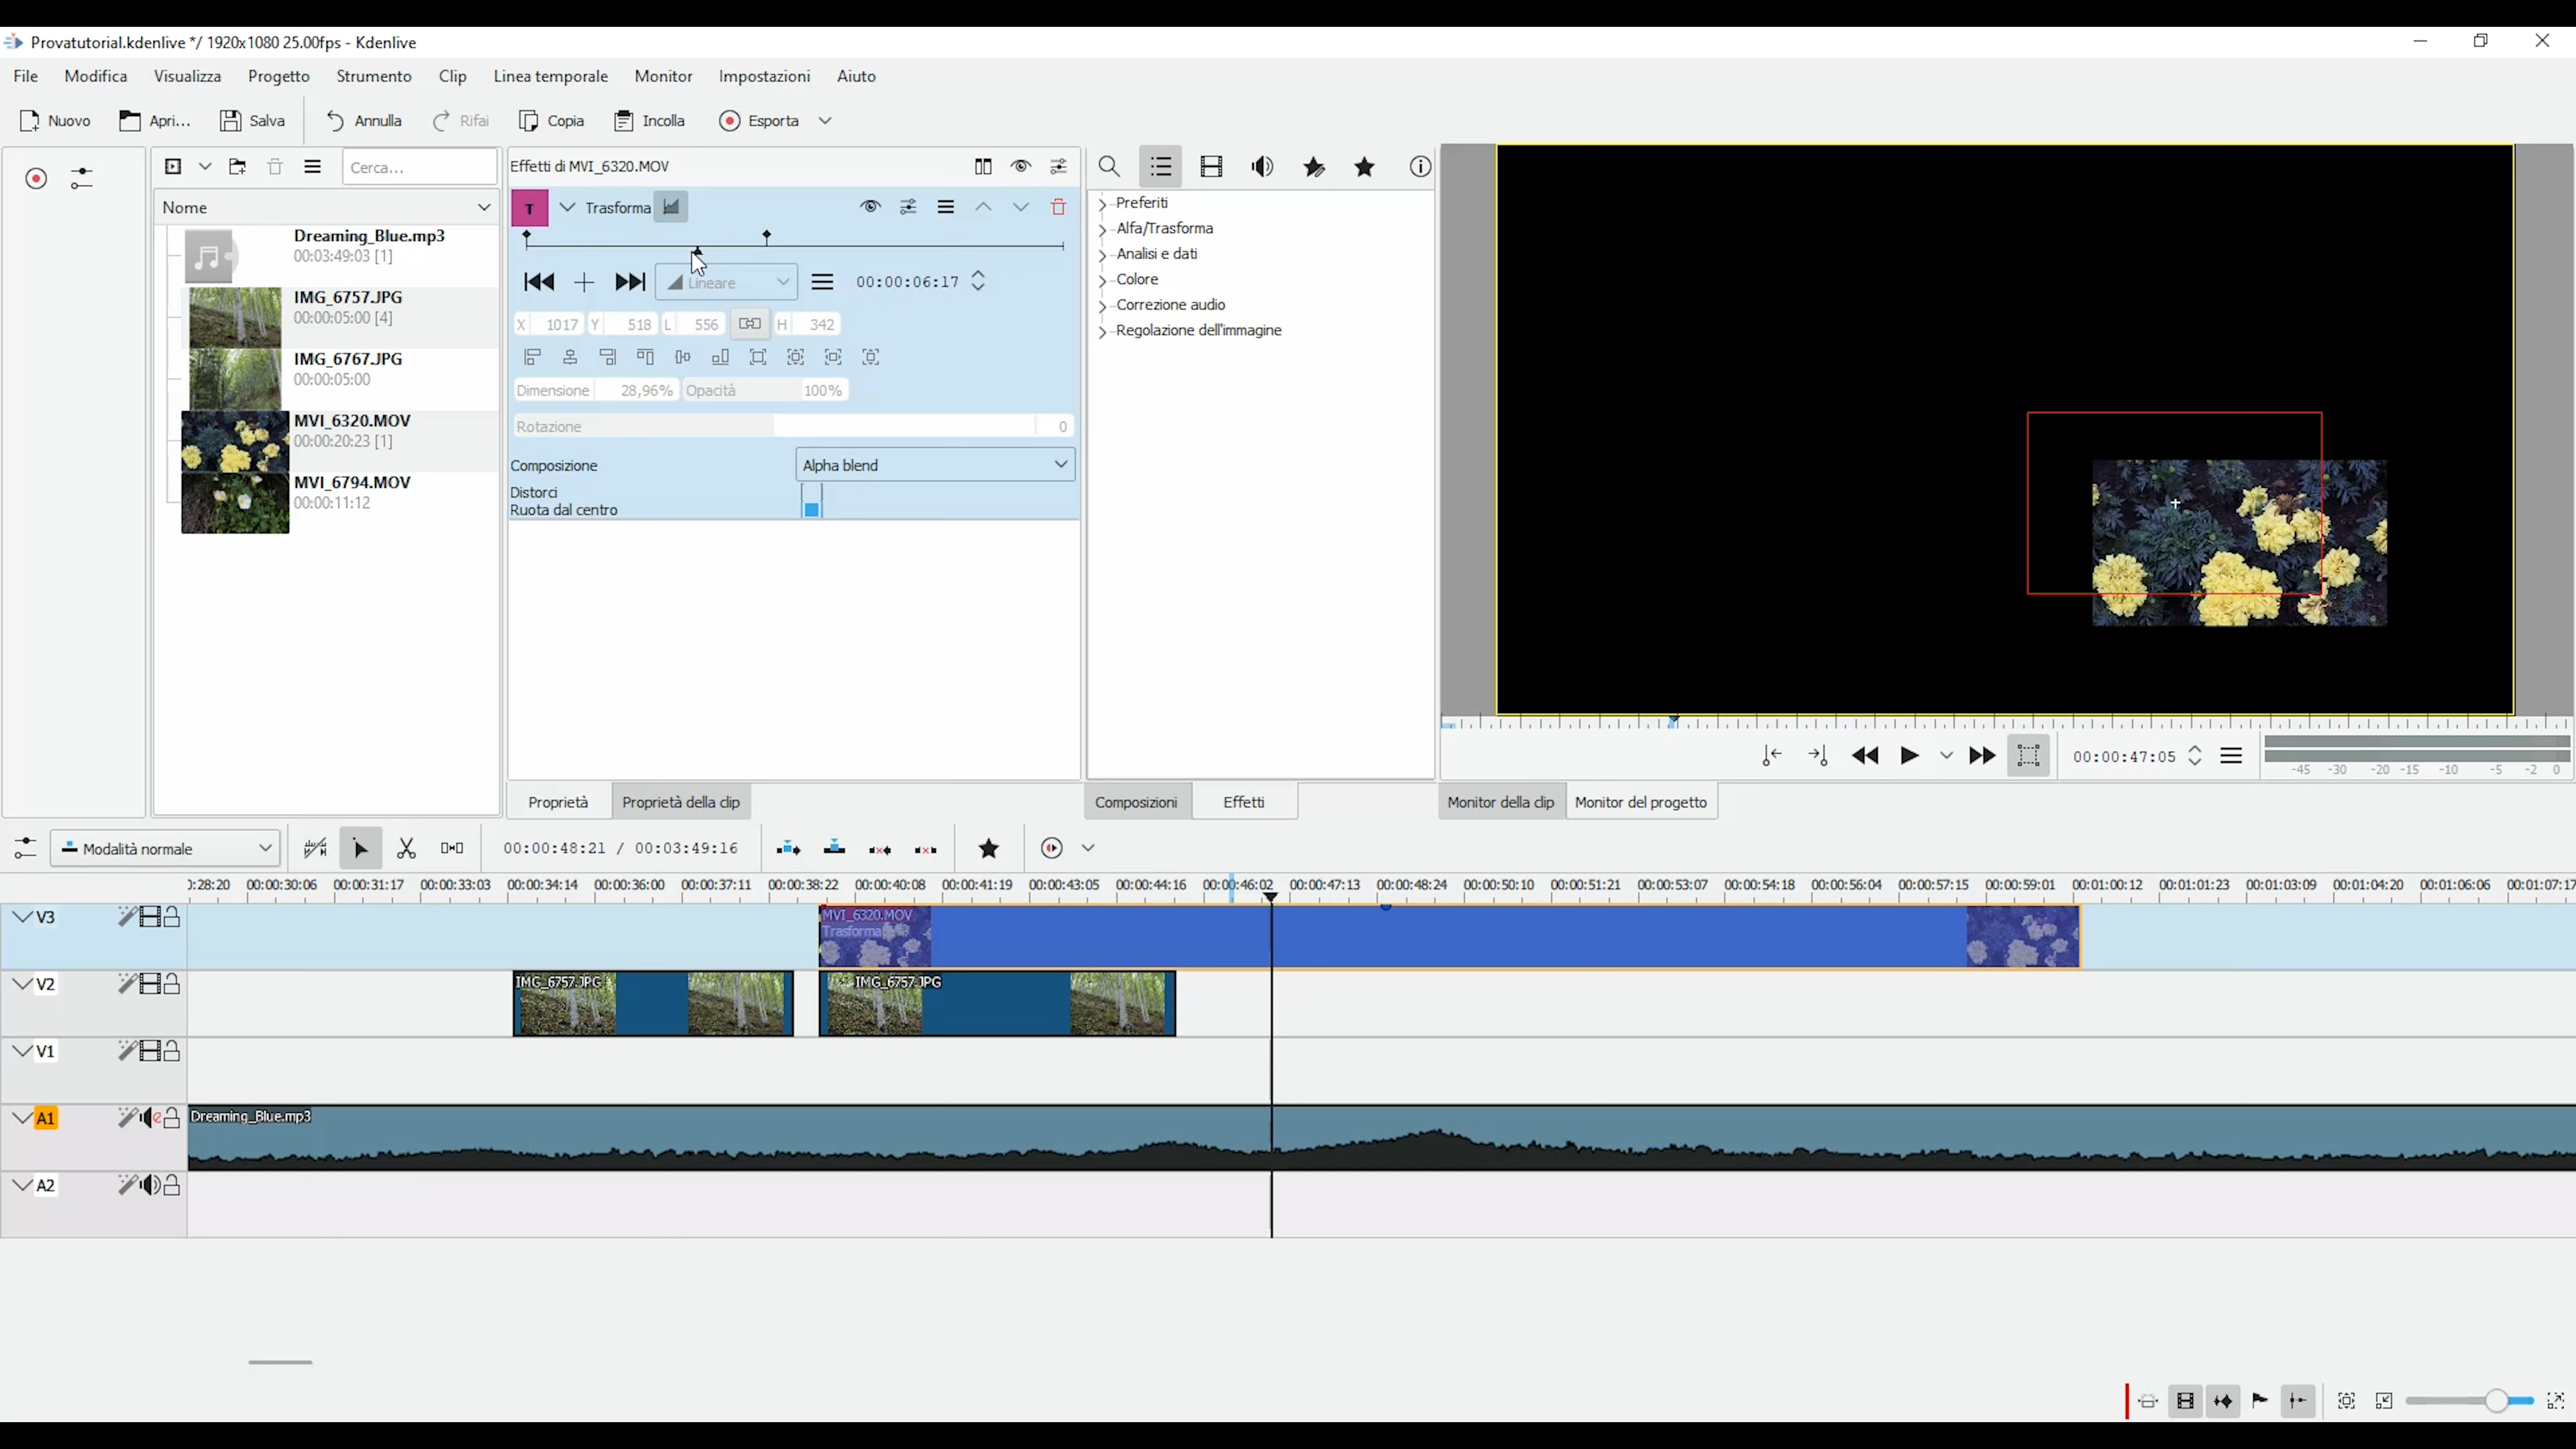 Provatutorial.kdenlive */ 1920x1080 25.00fps - Kdenlive
File Modifica Visualizza Progetto Strumento Clip Linea temporale Monitor Impostazioni Aiuto
Nuovo Apri... Salva Annulla Rifai Copia Incolla Esporta
Cerca...
Nome
Dreaming_Blue.mp3
00:03:49:03 [1]
IMG_6757.JPG
00:00:05:00 [4]
IMG_6767.JPG
00:00:05:00
MVI_6320.MOV
00:00:20:23 [1]
MVI_6794.MOV
00:00:11:12
Effetti di MVI_6320.MOV
T Trasforma
Lineare 00:00:06:17
X 1017 Y 518 L 556 H 342
Dimensione 28,96% Opacità 100%
Rotazione 0
Composizione Alpha blend
Distorci
Ruota dal centro
Proprietà Proprietà della clip
Preferiti
Alfa/Trasforma
Analisi e dati
Colore
Correzione audio
Regolazione dell'immagine
Composizioni Effetti
00:00:47:05
-45 -30 -20 -15 -10 -5 -2 0
Monitor della clip Monitor del progetto
Modalità normale 00:00:48:21 / 00:03:49:16
):28:20 00:00:30:06 00:00:31:17 00:00:33:03 00:00:34:14 00:00:36:00 00:00:37:11 00:00:38:22 00:00:40:08 00:00:41:19 00:00:43:05 00:00:44:16 00:00:46:02 00:00:47:13 00:00:48:24 00:00:50:10 00:00:51:21 00:00:53:07 00:00:54:18 00:00:56:04 00:00:57:15 00:00:59:01 00:01:00:12 00:01:01:23 00:01:03:09 00:01:04:20 00:01:06:06 00:01:07:17
V3 MVI_6320.MOV
Trasforma
V2 IMG_6757.JPG IMG_6757.JPG
V1
A1 Dreaming_Blue.mp3
A2